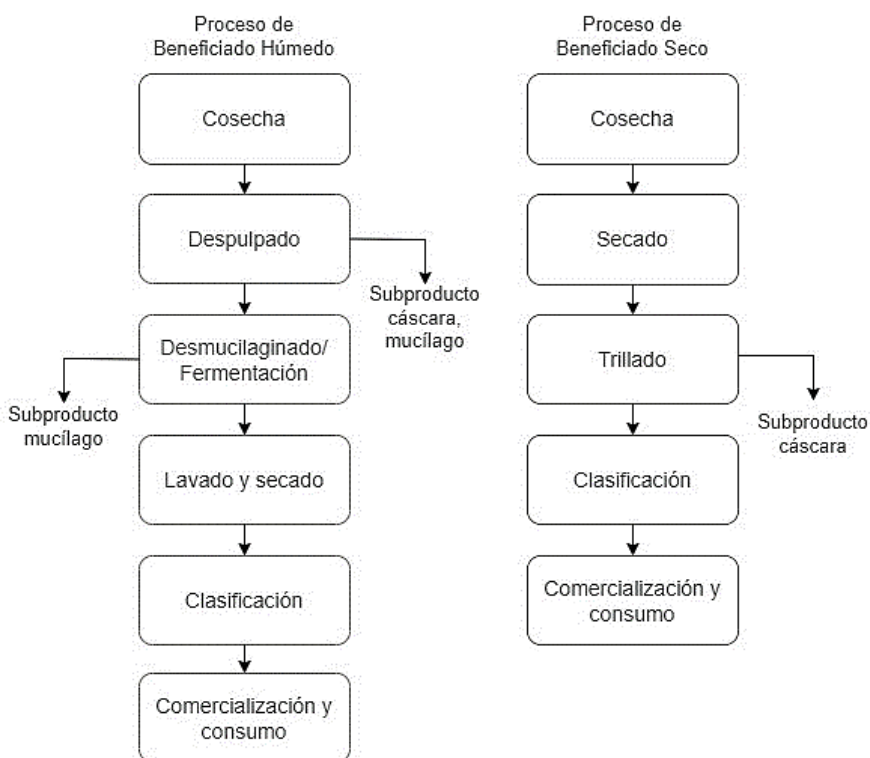 Proceso de
Beneficiado Húmedo
Cosecha
Despulpado
Subproducto
cáscara,
mucílago
Desmucilaginado/
Fermentación
Subproducto
mucílago
Lavado y secado
Clasificación
Comercialización y
consumo
Proceso de
Beneficiado Seco
Cosecha
Secado
Trillado
Subproducto
cáscara
Clasificación
Comercialización y
consumo